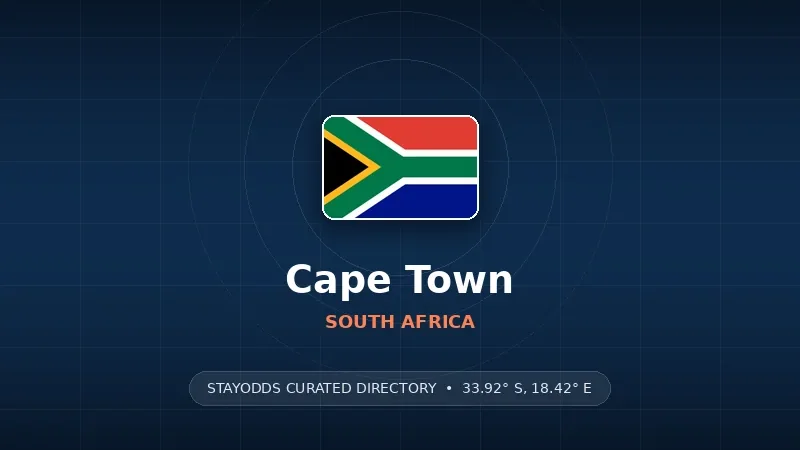 Cape Town
SOUTH AFRICA
STAYODDS CURATED DIRECTORY • 33.92° S, 18.42° E